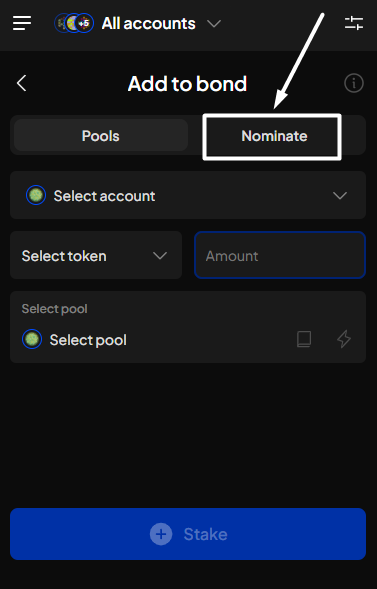 +5 All accounts
Add to bond
Pools Nominate
Select account
Select token Amount
Select pool
Select pool
Stake